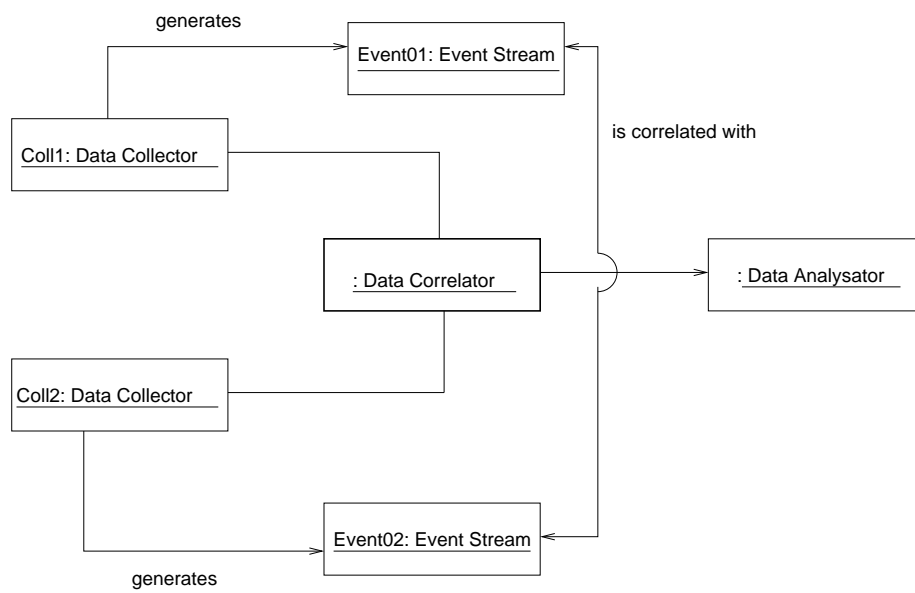 generates
Event01: Event Stream
is correlated with
Coll1: Data Collector
: Data Correlator
: Data Analysator
Coll2: Data Collector
Event02: Event Stream
generates